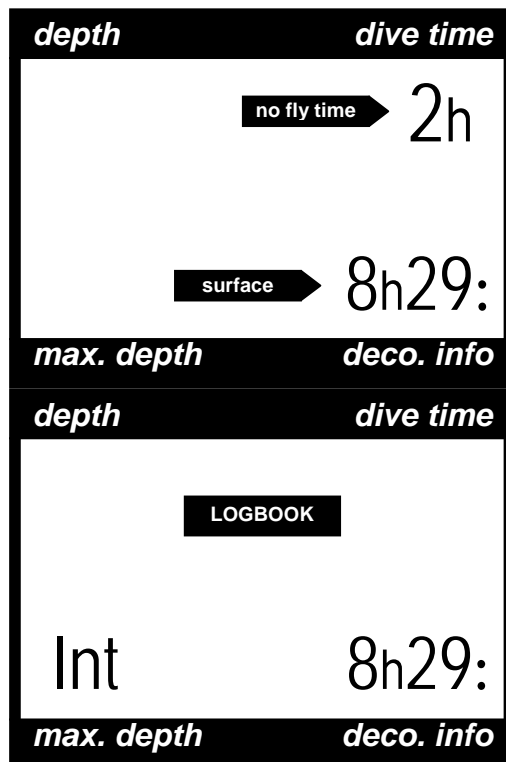 depth dive time
no fly time 2h
surface 8h29:
max. depth deco. info
depth dive time
LOGBOOK
Int 8h29:
max. depth deco. info